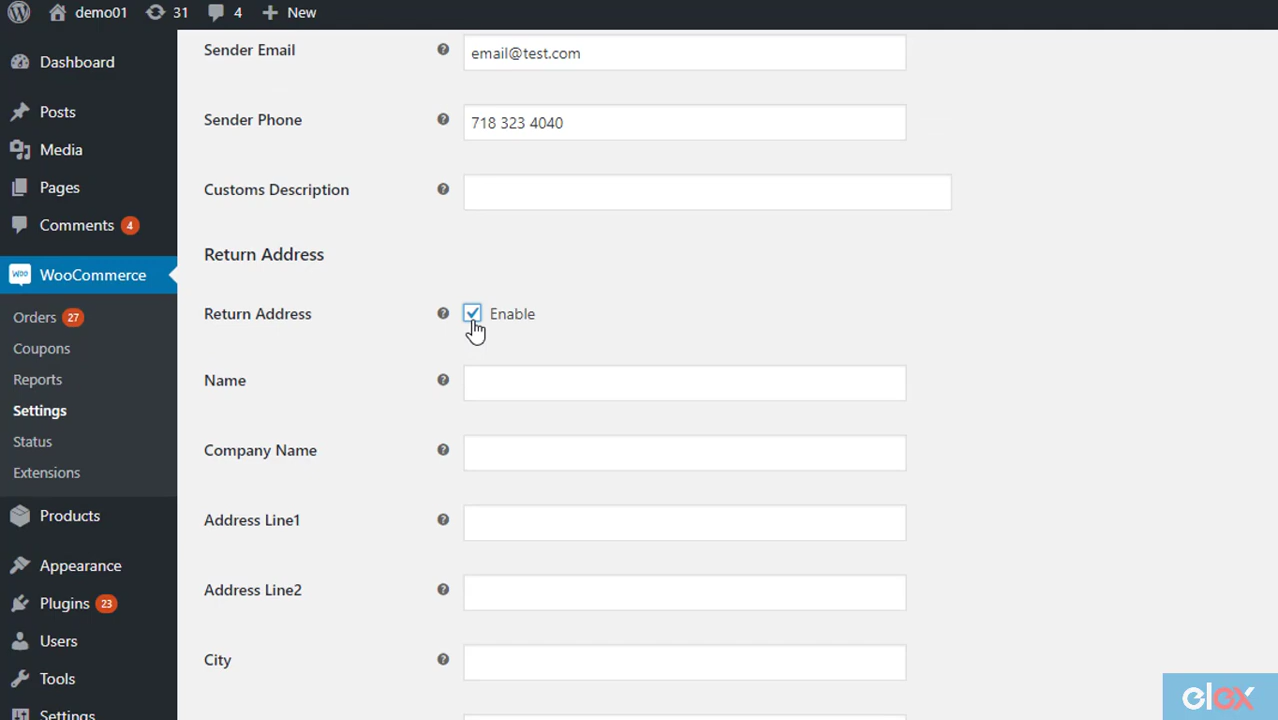 demo01 31 4 New
Dashboard
Posts
Media
Pages
Comments 4
WooCommerce
Orders 27
Coupons
Reports
Settings
Status
Extensions
Products
Appearance
Plugins 23
Users
Tools
Settings
Sender Email email@test.com
Sender Phone 718 323 4040
Customs Description
Return Address
Return Address Enable
Name
Company Name
Address Line1
Address Line2
City
elex